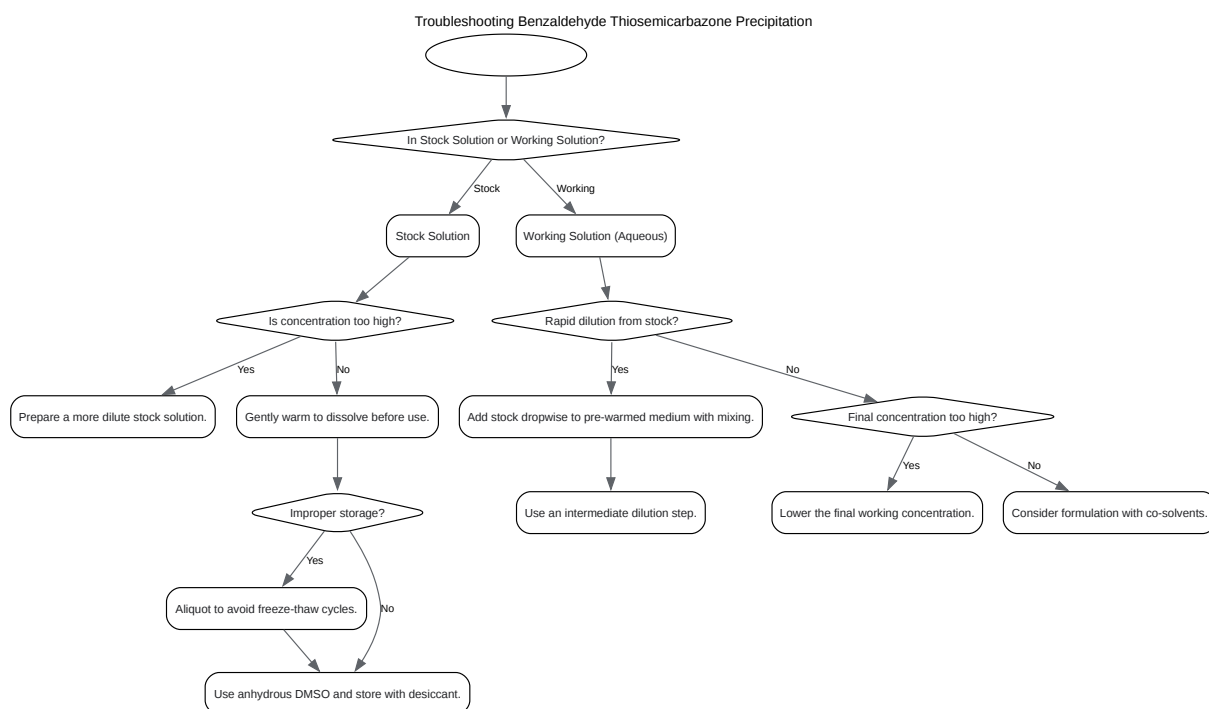 Troubleshooting Benzaldehyde Thiosemicarbazone Precipitation
In Stock Solution or Working Solution?
Stock
Working
Stock Solution
Working Solution (Aqueous)
Is concentration too high?
Rapid dilution from stock?
Yes
No
Yes
No
Prepare a more dilute stock solution.
Gently warm to dissolve before use.
Add stock dropwise to pre-warmed medium with mixing.
Final concentration too high?
Yes
No
Improper storage?
Use an intermediate dilution step.
Lower the final working concentration.
Consider formulation with co-solvents.
Yes
No
Aliquot to avoid freeze-thaw cycles.
Use anhydrous DMSO and store with desiccant.